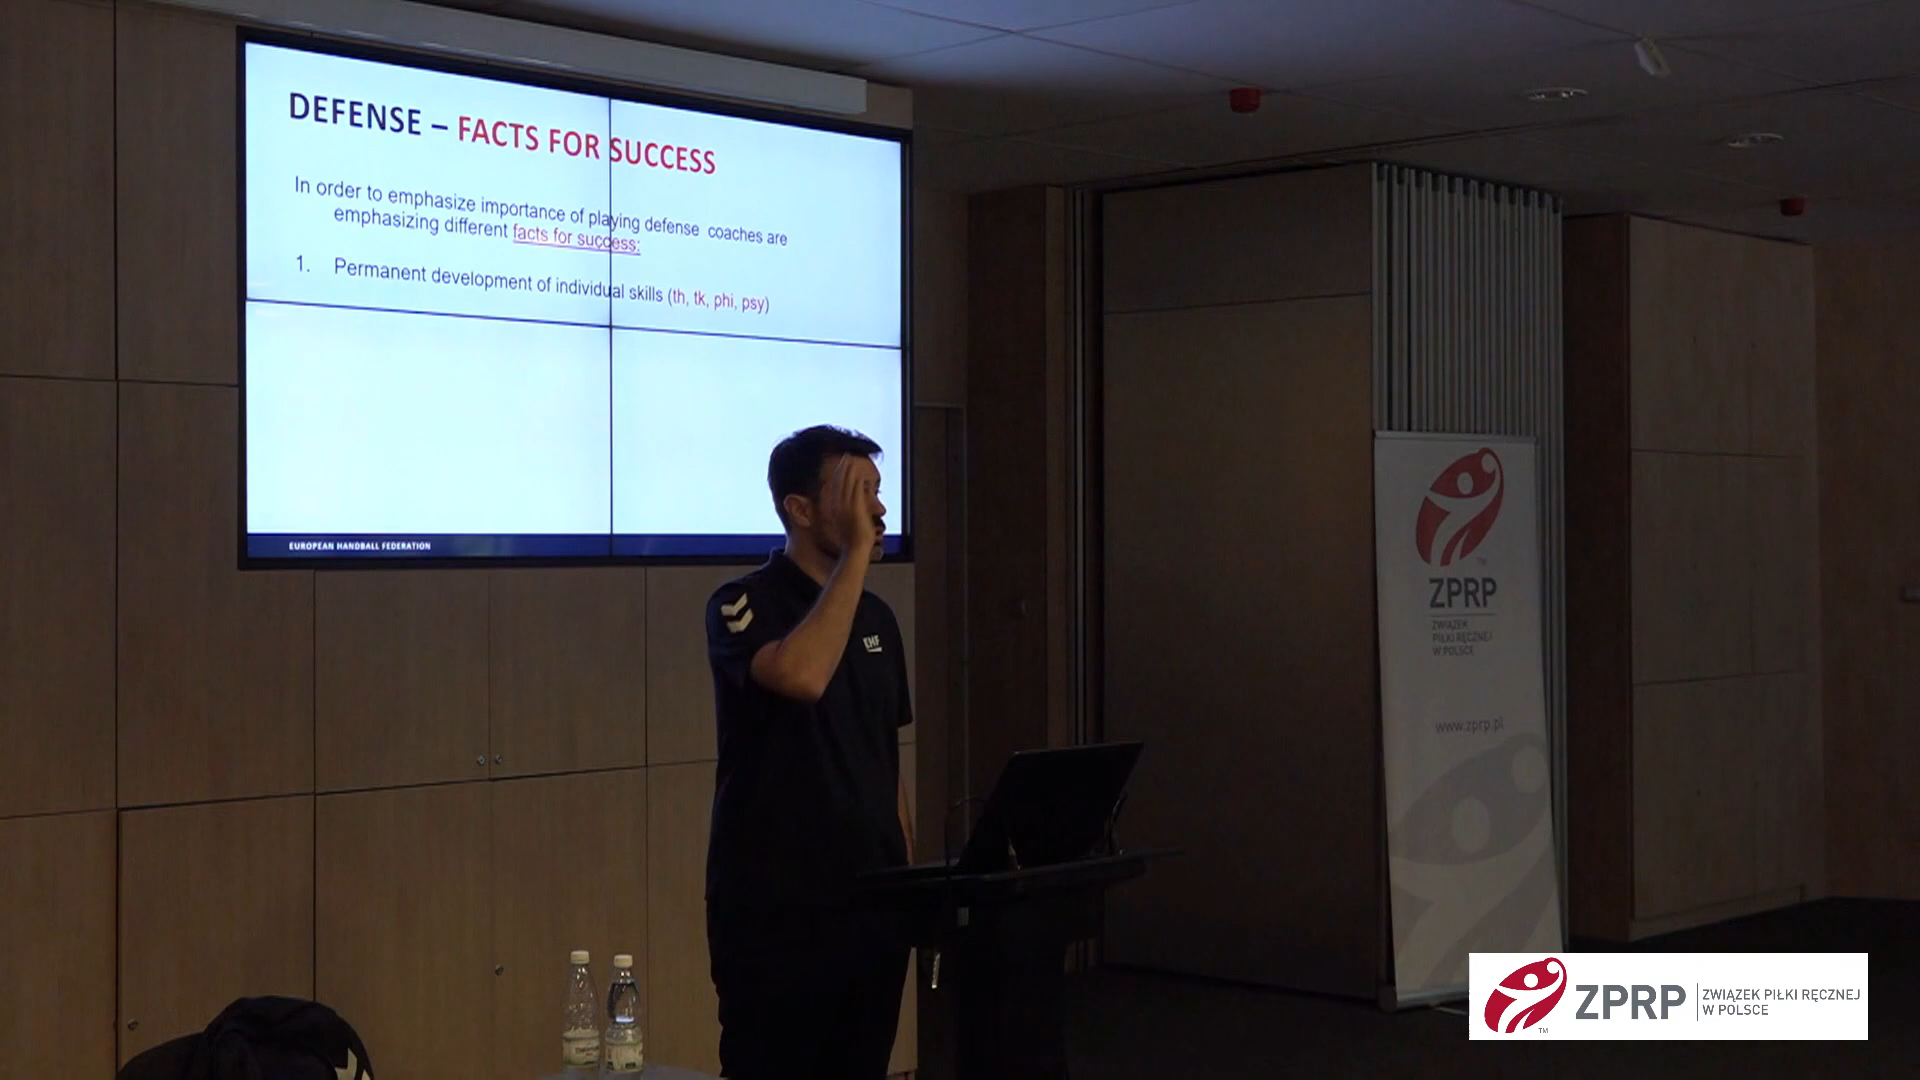 DEFENSE – FACTS FOR SUCCESS
In order to emphasize importance of playing defense coaches are
emphasizing different facts for success:
1. Permanent development of individual skills (th, tk, phi, psy)
EUROPEAN HANDBALL FEDERATION
EHF
ZPRP
ZWIĄZEK
PIŁKI RĘCZNEJ
W POLSCE
www.zprp.pl
ZPRP
ZWIĄZEK PIŁKI RĘCZNEJ
W POLSCE
TM